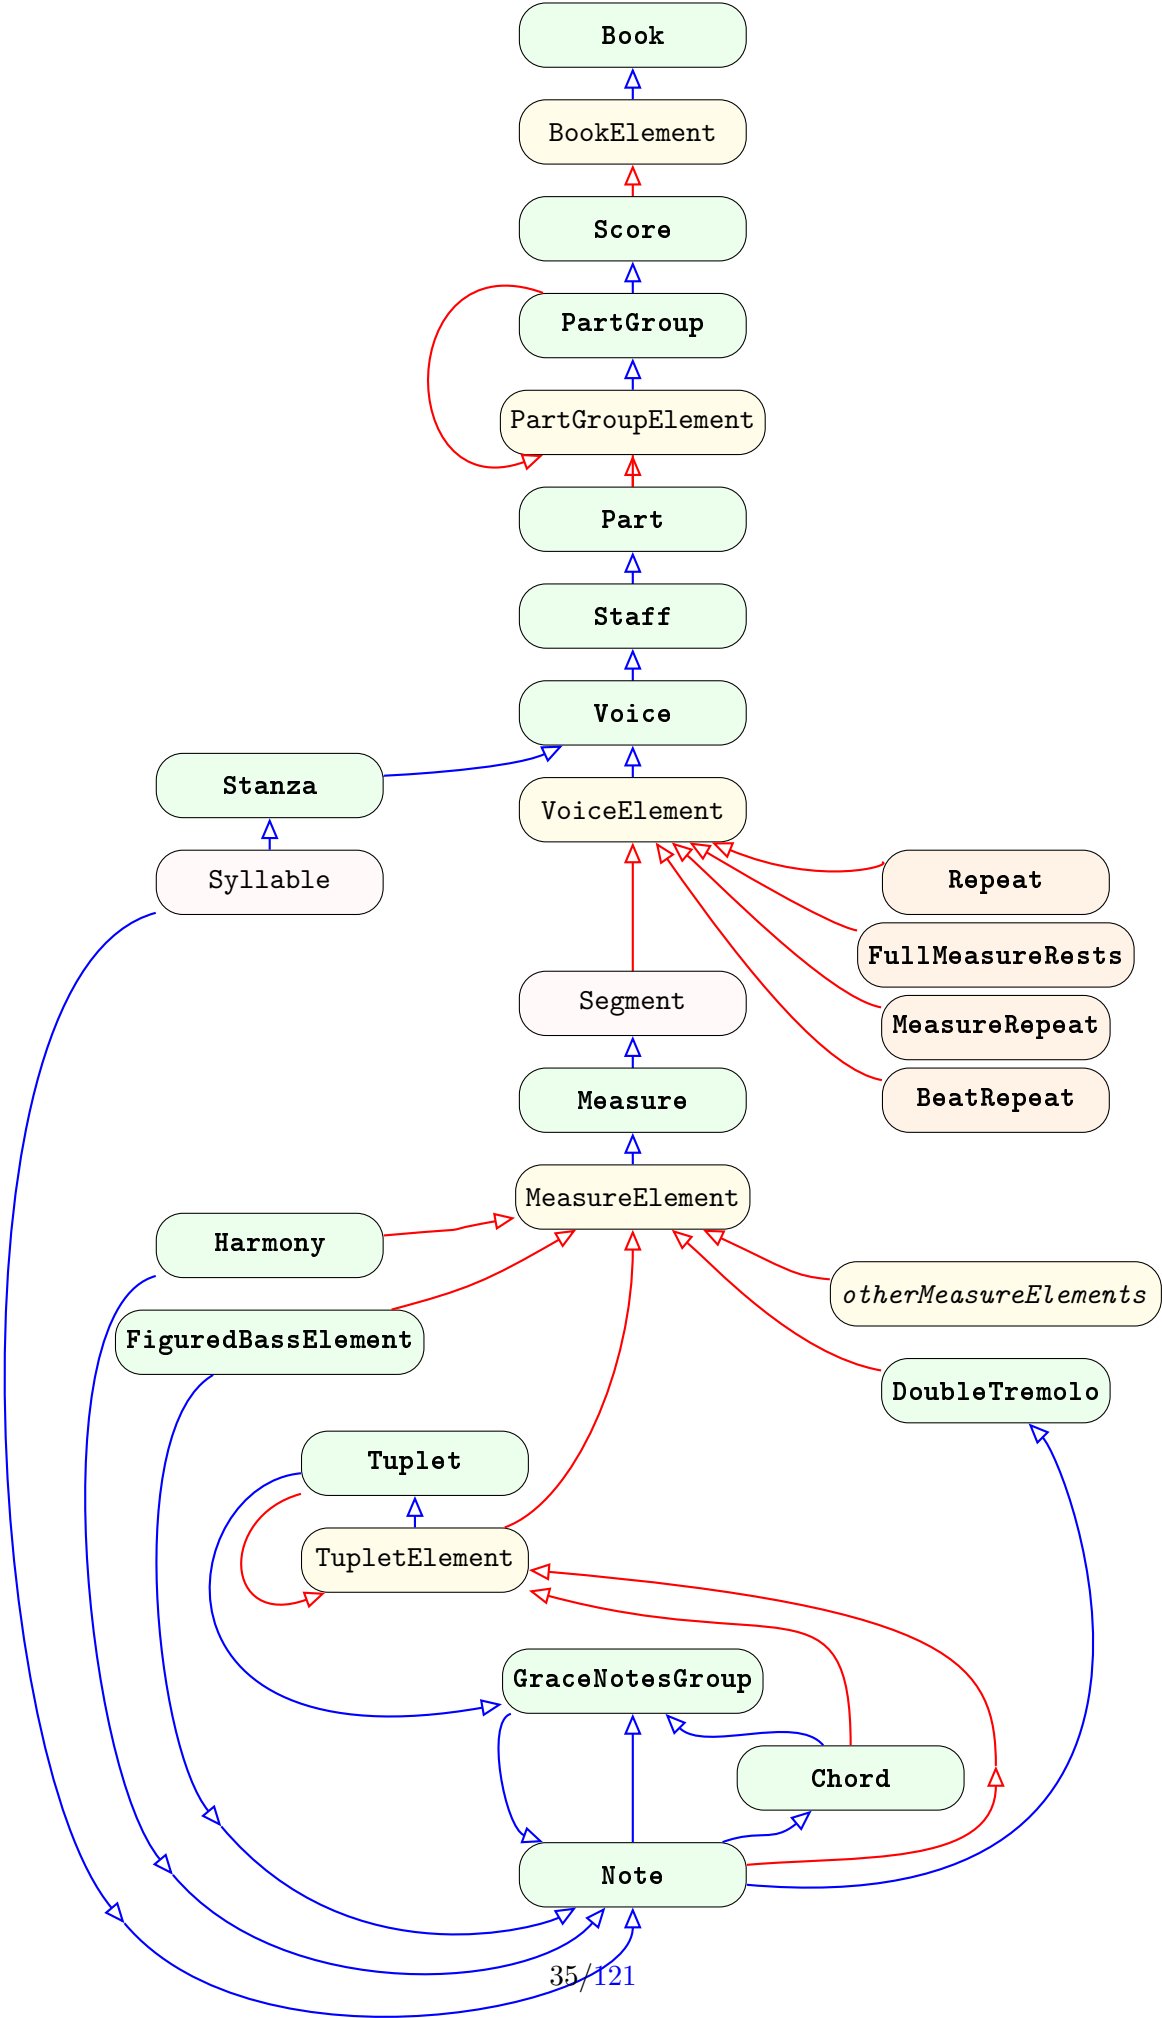 Book
BookElement
Score
PartGroup
PartGroupElement
Part
Staff
Voice
Stanza
VoiceElement
Syllable
Repeat
FullMeasureRests
Segment
MeasureRepeat
Measure
BeatRepeat
MeasureElement
Harmony
otherMeasureElements
FiguredBassElement
DoubleTremolo
Tuplet
TupletElement
GraceNotesGroup
Chord
Note
35/121